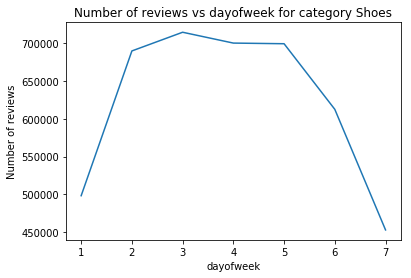 Number of reviews vs dayofweek for category Shoes
Number of reviews
700000
650000
600000
550000
500000
450000
1 2 3 4 5 6 7
dayofweek